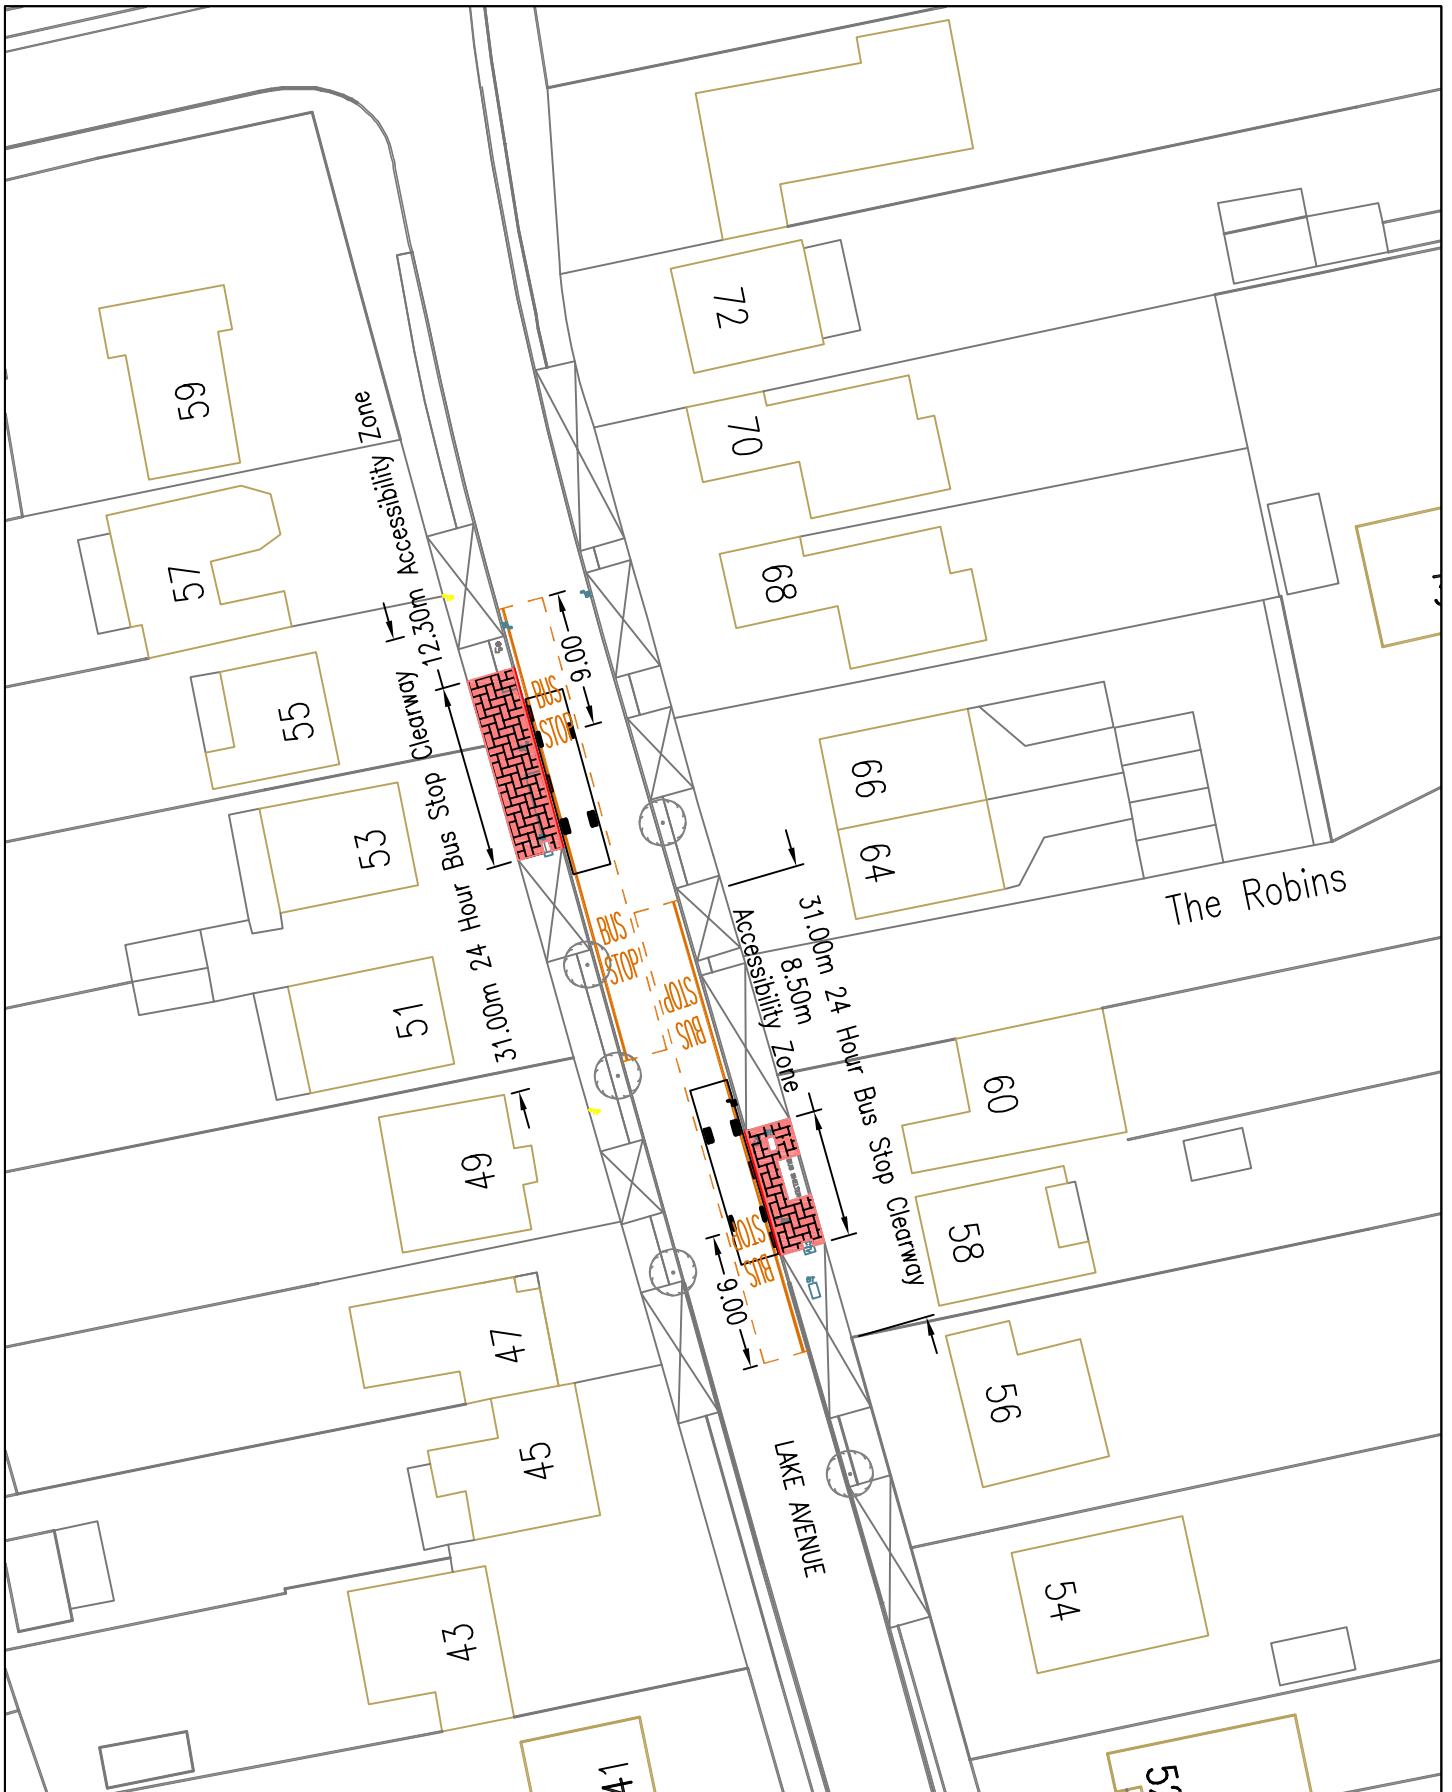 72
59
70
12.30m Accessibility Zone
57
68
9.00
BUS
STOP
55
31.00m 24 Hour Bus Stop Clearway
66
53
64
The Robins
31.00m 24 Hour Bus Stop Clearway
8.50m
Accessibility Zone
BUS
STOP
51
BUS
STOP
60
49
BUS
STOP
58
9.00
47
56
45
LAKE AVENUE
54
43
41